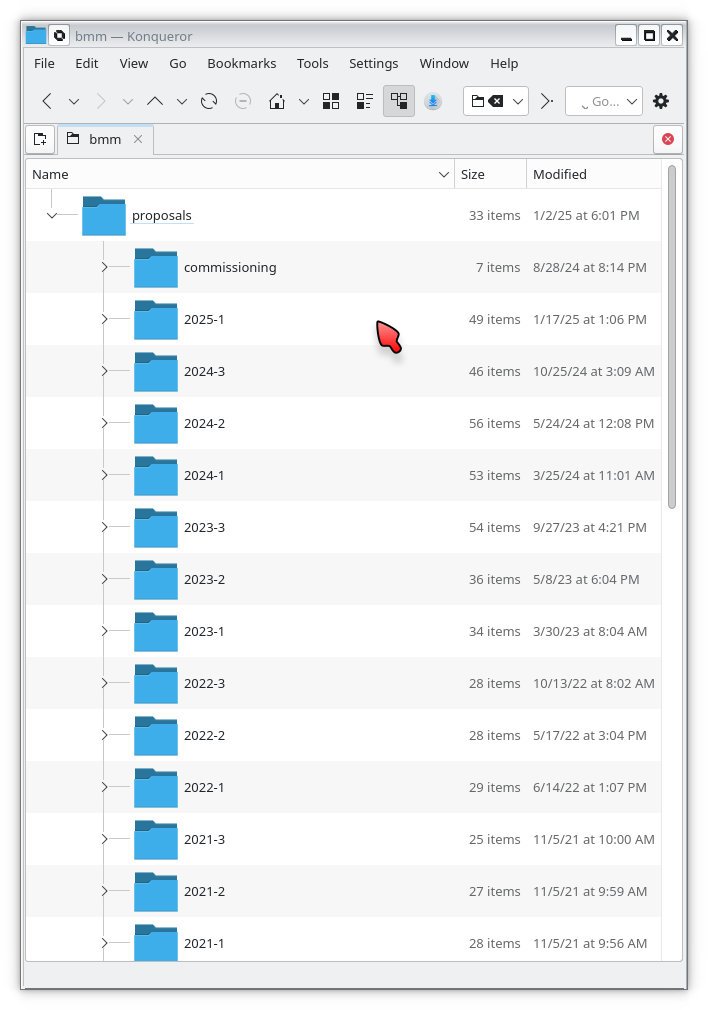 bmm — Konqueror
File Edit View Go Bookmarks Tools Settings Window Help
Go...
bmm
Name Size Modified
proposals 33 items 1/2/25 at 6:01 PM
commissioning 7 items 8/28/24 at 8:14 PM
2025-1 49 items 1/17/25 at 1:06 PM
2024-3 46 items 10/25/24 at 3:09 AM
2024-2 56 items 5/24/24 at 12:08 PM
2024-1 53 items 3/25/24 at 11:01 AM
2023-3 54 items 9/27/23 at 4:21 PM
2023-2 36 items 5/8/23 at 6:04 PM
2023-1 34 items 3/30/23 at 8:04 AM
2022-3 28 items 10/13/22 at 8:02 AM
2022-2 28 items 5/17/22 at 3:04 PM
2022-1 29 items 6/14/22 at 1:07 PM
2021-3 25 items 11/5/21 at 10:00 AM
2021-2 27 items 11/5/21 at 9:59 AM
2021-1 28 items 11/5/21 at 9:56 AM